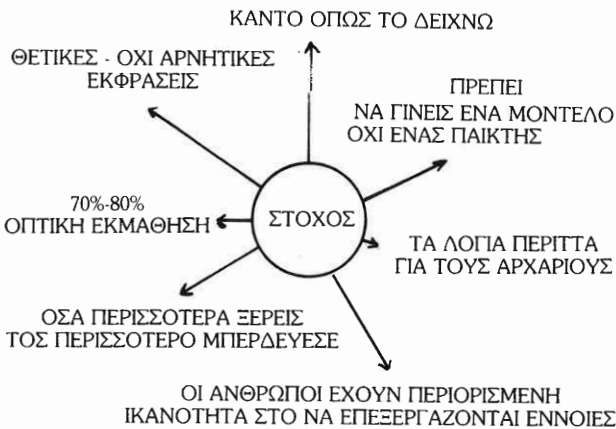 ΚΑΝΤΟ ΟΠΩΣ ΤΟ ΔΕΙΧΝΩ
ΘΕΤΙΚΕΣ - ΟΧΙ ΑΡΝΗΤΙΚΕΣ
ΕΚΦΡΑΣΕΙΣ
ΠΡΕΠΕΙ
ΝΑ ΓΙΝΕΙΣ ΕΝΑ ΜΟΝΤΕΛΟ
ΟΧΙ ΕΝΑΣ ΠΑΙΚΤΗΣ
70%-80%
ΟΠΤΙΚΗ ΕΚΜΑΘΗΣΗ
ΣΤΟΧΟΣ
ΤΑ ΛΟΓΙΑ ΠΕΡΙΤΤΑ
ΓΙΑ ΤΟΥΣ ΑΡΧΑΡΙΟΥΣ
ΟΣΑ ΠΕΡΙΣΣΟΤΕΡΑ ΞΕΡΕΙΣ
ΤΟΣ ΠΕΡΙΣΣΟΤΕΡΟ ΜΠΕΡΔΕΥΕΣΕ
ΟΙ ΑΝΘΡΩΠΟΙ ΕΧΟΥΝ ΠΕΡΙΟΡΙΣΜΕΝΗ
ΙΚΑΝΟΤΗΤΑ ΣΤΟ ΝΑ ΕΠΕΞΕΡΓΑΖΟΝΤΑΙ ΕΝΝΟΙΕΣ